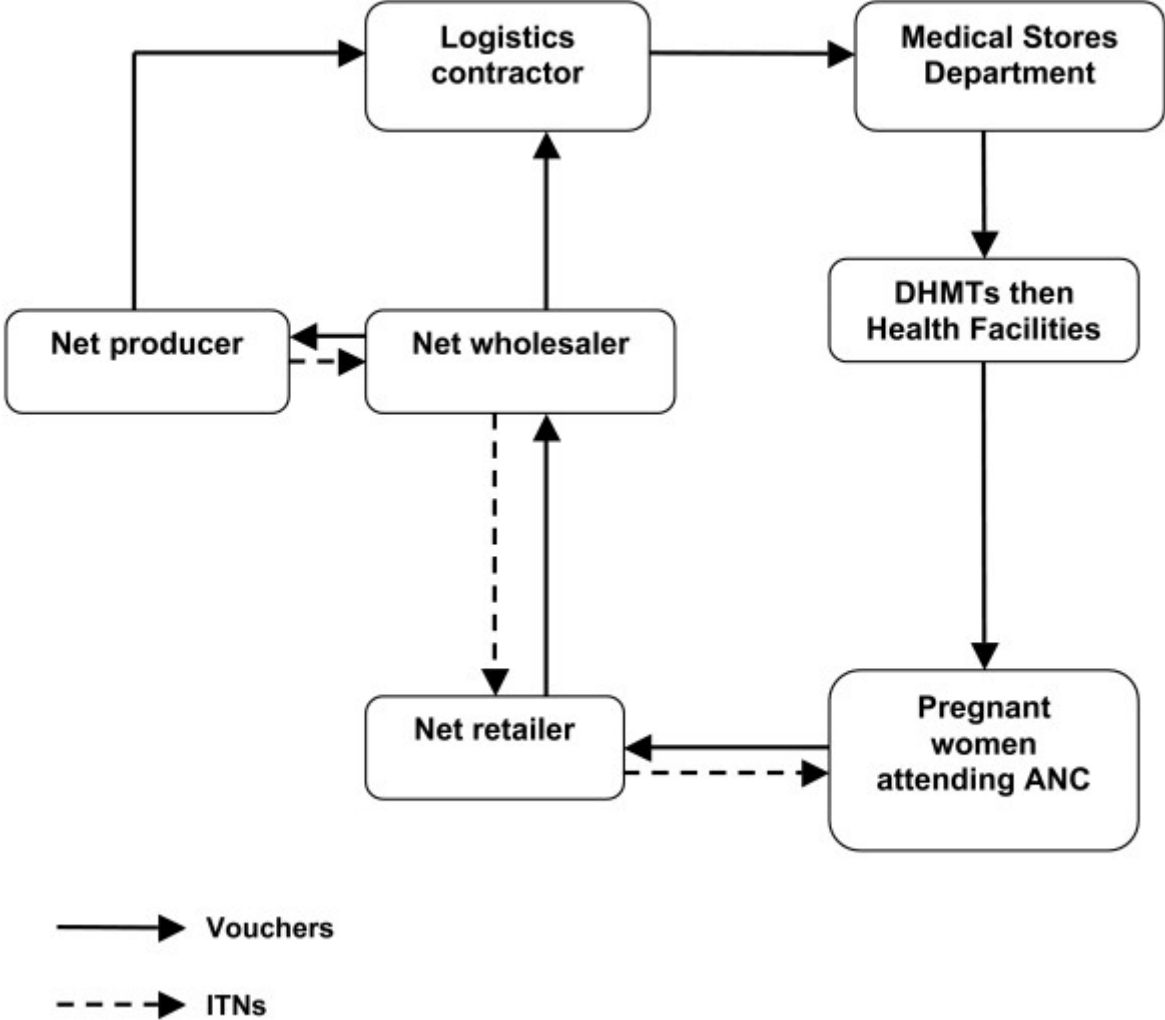 Logistics
contractor
Medical Stores
Department
DHMTs then
Health Facilities
Net producer
Net wholesaler
Net retailer
Pregnant
women
attending ANC
Vouchers
ITNs